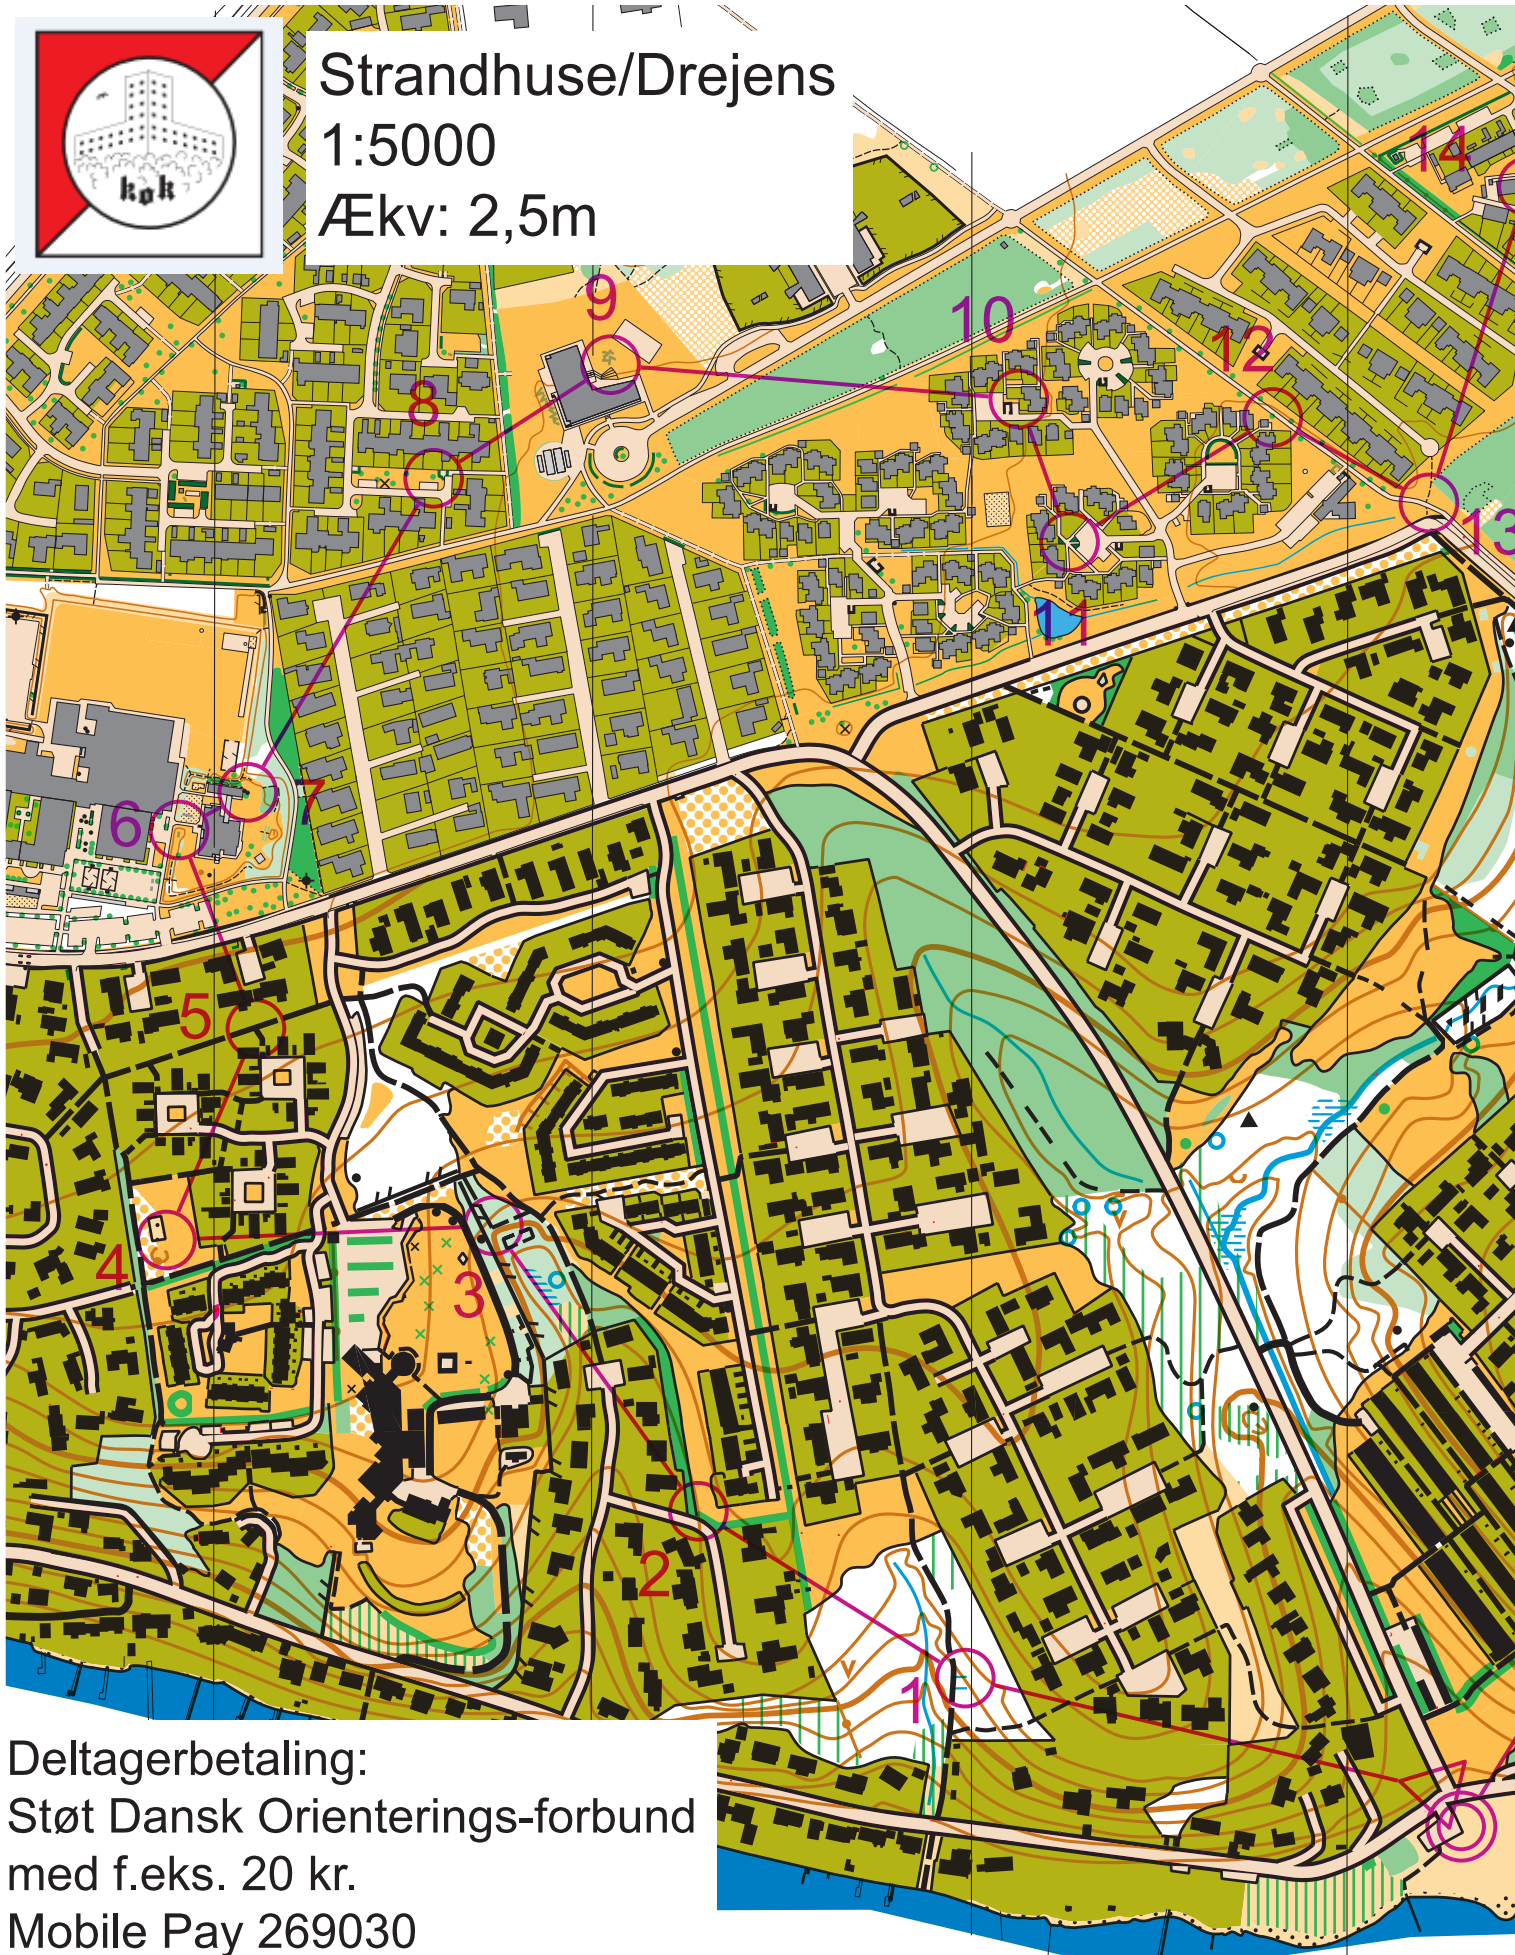 kok
Strandhuse/Drejens
1:5000
Ækv: 2,5m
14
9
10
12
8
13
11
7
6
5
4
3
2
1
Deltagerbetaling:
Støt Dansk Orienterings-forbund
med f.eks. 20 kr.
Mobile Pay 269030